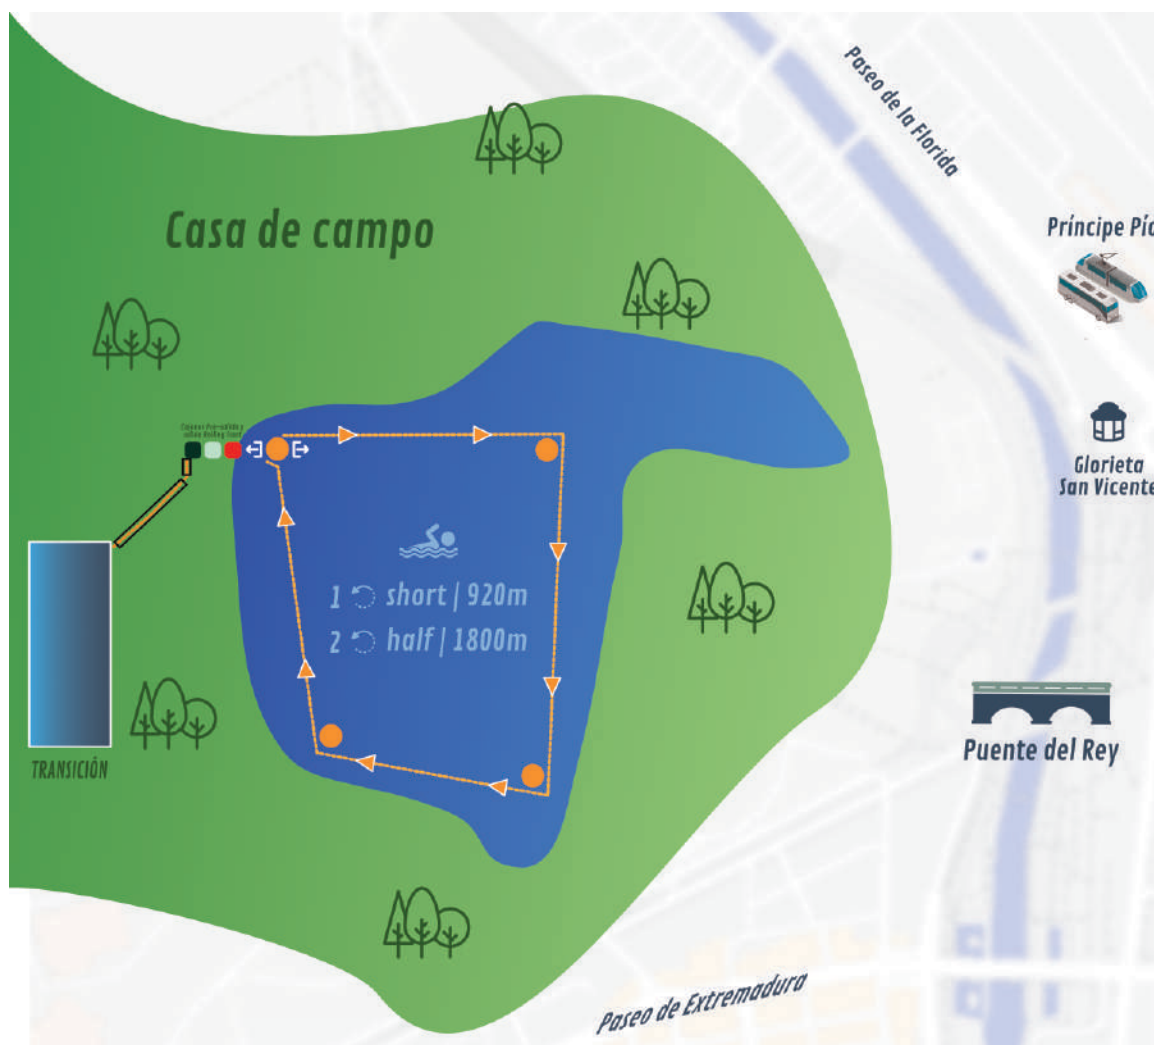 Paseo de la Florida
Casa de campo
Príncipe Pío
Glorieta
San Vicente
1 short | 920m
2 half | 1800m
TRANSICIÓN
Puente del Rey
Paseo de Extremadura